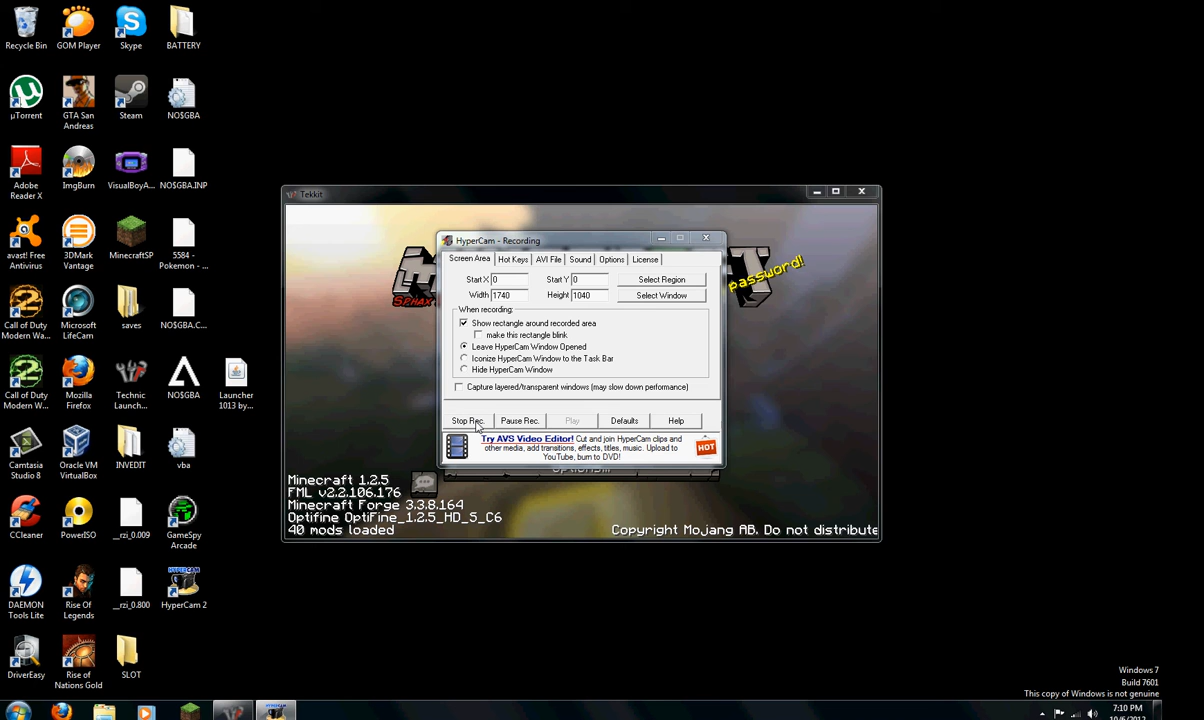 Recycle Bin
GOM Player
Skype
BATTERY
µTorrent
GTA San Andreas
Steam
NO$GBA
Adobe Reader X
ImgBurn
VisualBoyA...
NO$GBA.INP
avast! Free Antivirus
3DMark Vantage
MinecraftSP
5584 - Pokemon - ...
Call of Duty Modern Wa...
Microsoft LifeCam
saves
NO$GBA.C...
Call of Duty Modern W...
Mozilla Firefox
Technic Launch...
NO$GBA
Launcher 1013 by...
Camtasia Studio 8
Oracle VM VirtualBox
INVEDIT
vba
CCleaner
PowerISO
__rzi_0.009
GameSpy Arcade
DAEMON Tools Lite
Rise Of Legends
__rzi_0.800
HyperCam 2
DriverEasy
Rise of Nations Gold
SLOT
Tekkit
password!
HyperCam - Recording
Screen Area
Hot Keys
AVI File
Sound
Options
License
Start X 0
Start Y 0
Select Region
Width 1740
Height 1040
Select Window
When recording:
Show rectangle around recorded area
make this rectangle blink
Leave HyperCam Window Opened
Iconize HyperCam Window to the Task Bar
Hide HyperCam Window
Capture layered/transparent windows (may slow down perfomance)
Stop Rec.
Pause Rec.
Play
Defaults
Help
Try AVS Video Editor! Cut and join HyperCam clips and
other media, add transitions, effects, titles, music. Upload to
YouTube, burn to DVD!
HOT
Minecraft 1.2.5
FML v2.2.106.176
Minecraft Forge 3.3.8.164
Optifine OptiFine_1.2.5_HD_S_C6
40 mods loaded
Copyright Mojang AB. Do not distribute
Windows 7
Build 7601
This copy of Windows is not genuine
7:10 PM